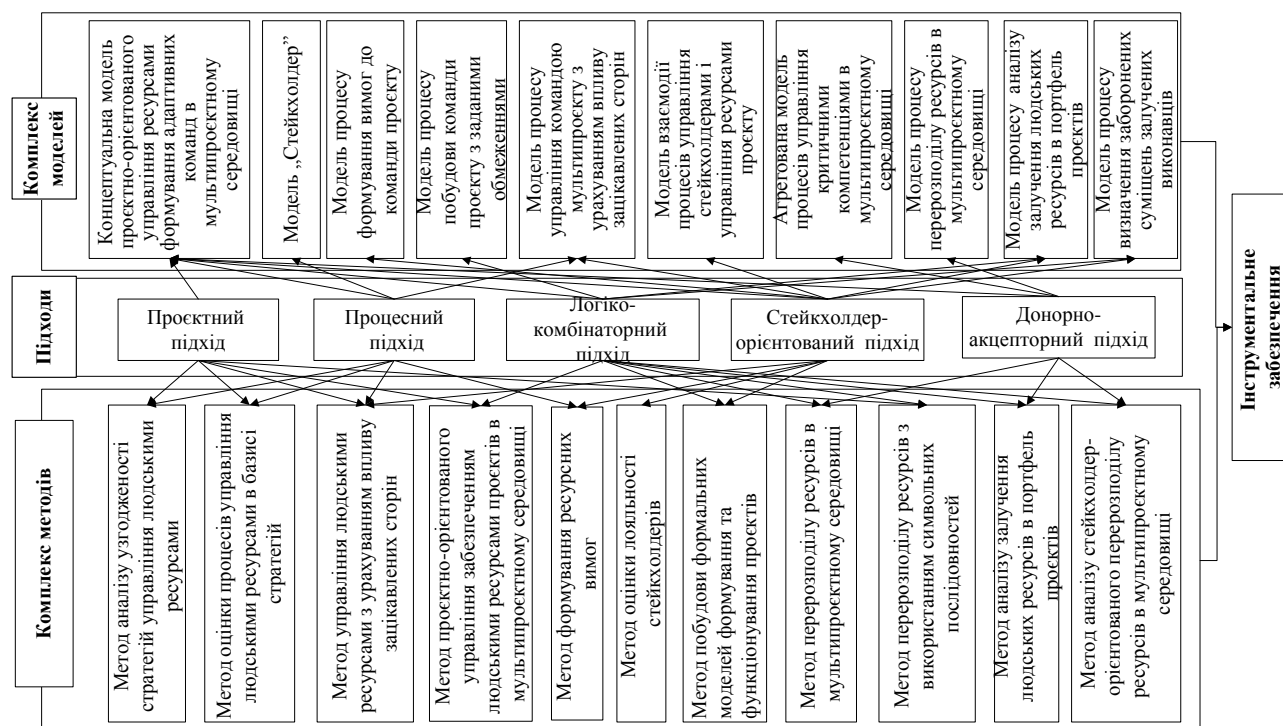 Комплекс
моделей
Концептуальна модель
проєктно-орієнтованого
управління ресурсами
формування адаптивних
команд в
мультипроєктному
середовищі
Модель „Стейкхолдер”
Модель процесу
формування вимог до
команди проєкту
Модель процесу
побудови команди
проєкту з заданими
обмеженнями
Модель процесу
управління командою
мультипроєкту з
урахуванням впливу
зацікавлених сторін
Модель взаємодії
процесів управління
стейкхолдерами і
управління ресурсами
проєкту
Агрегована модель
процесів управління
критичними
компетенціями в
мультипроєктному
середовищі
Модель процесу
перерозподілу ресурсів в
мультипроєктному
середовищі
Модель процесу аналізу
залучення людських
ресурсів в портфель
проєктів
Модель процесу
визначення заборонених
суміщень залучених
виконавців
Підходи
Проєктний
підхід
Процесний
підхід
Логіко-
комбінаторний
підхід
Стейкхолдер-
орієнтований підхід
Донорно-
акцепторний підхід
Комплекс методів
Метод аналізу узгодженості
стратегій управління людськими
ресурсами
Метод оцінки процесів управління
людськими ресурсами в базисі
стратегій
Метод управління людськими
ресурсами з урахуванням впливу
зацікавлених сторін
Метод проєктно-орієнтованого
управління забезпеченням
людськими ресурсами проєктів в
мультипроєктному середовищі
Метод формування ресурсних
вимог
Метод оцінки лояльності
стейкхолдерів
Метод побудови формальних
моделей формування та
функціонування проєктів
Метод перерозподілу ресурсів в
мультипроєктному середовищі
Метод перерозподілу ресурсів з
використанням символьних
послідовностей
Метод аналізу залучення
людських ресурсів в портфель
проєктів
Метод аналізу стейкхолдер-
орієнтованого перерозподілу
ресурсів в мультипроєктному
середовищі
Інструментальне
забезпечення